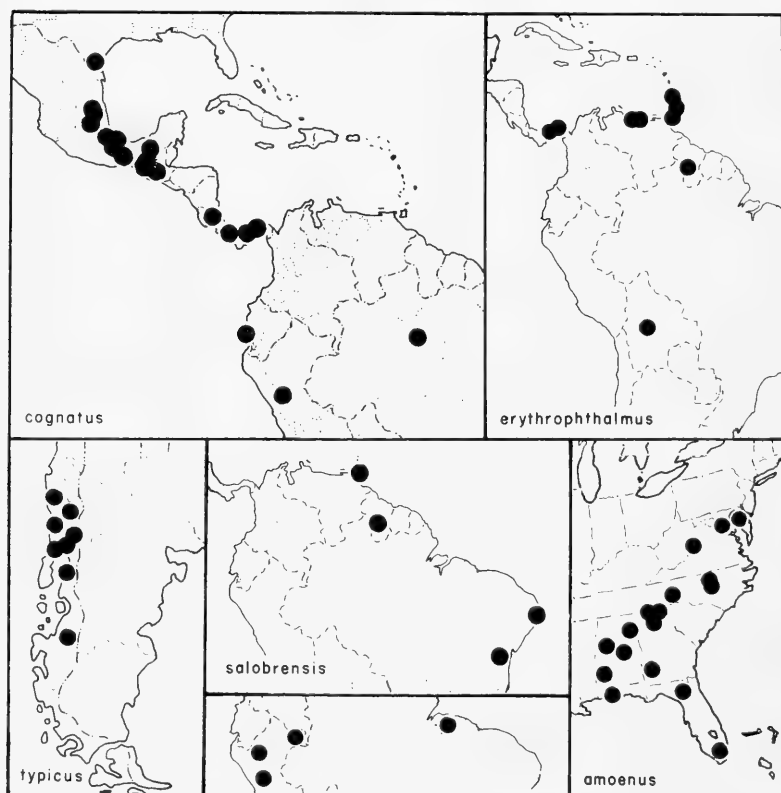 cognatus
erythrophthalmus
typicus
salobrensis
amoenus